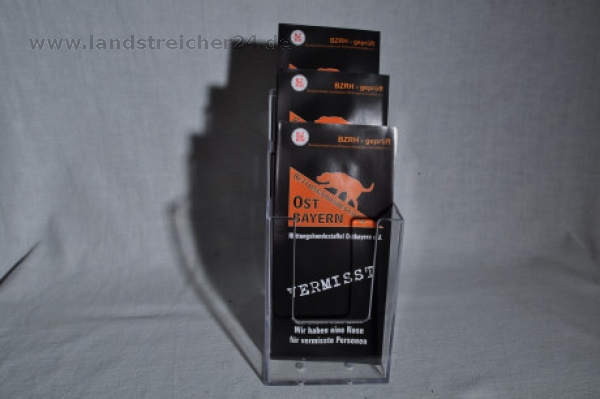 www.landstreicher24.de
BZRH - geprüft
BZRH - geprüft
BZRH - geprüft
OST
BAYERN
Rettungshundestaffel Ostbayern e.V.
VERMISST
Wir haben eine Nase
für vermisste Personen